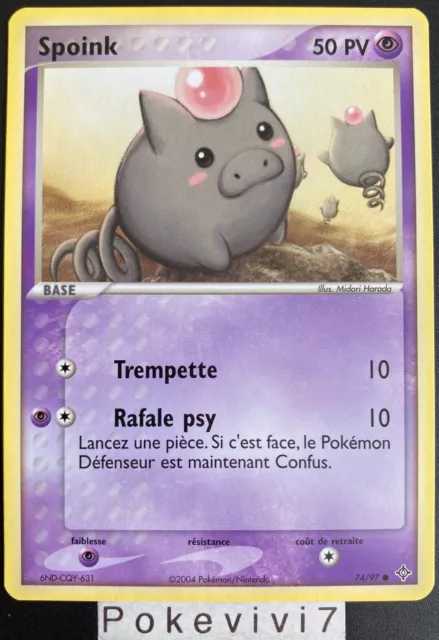 Spoink 50 PV
BASE
Illus. Midori Harada
Trempette 10
Rafale psy 10
Lancez une pièce. Si c'est face, le Pokémon
Défenseur est maintenant Confus.
faiblesse résistance coût de retraite
6ND-CQY-631 ©2004 Pokémon/Nintendo 74/97
Pokevivi7